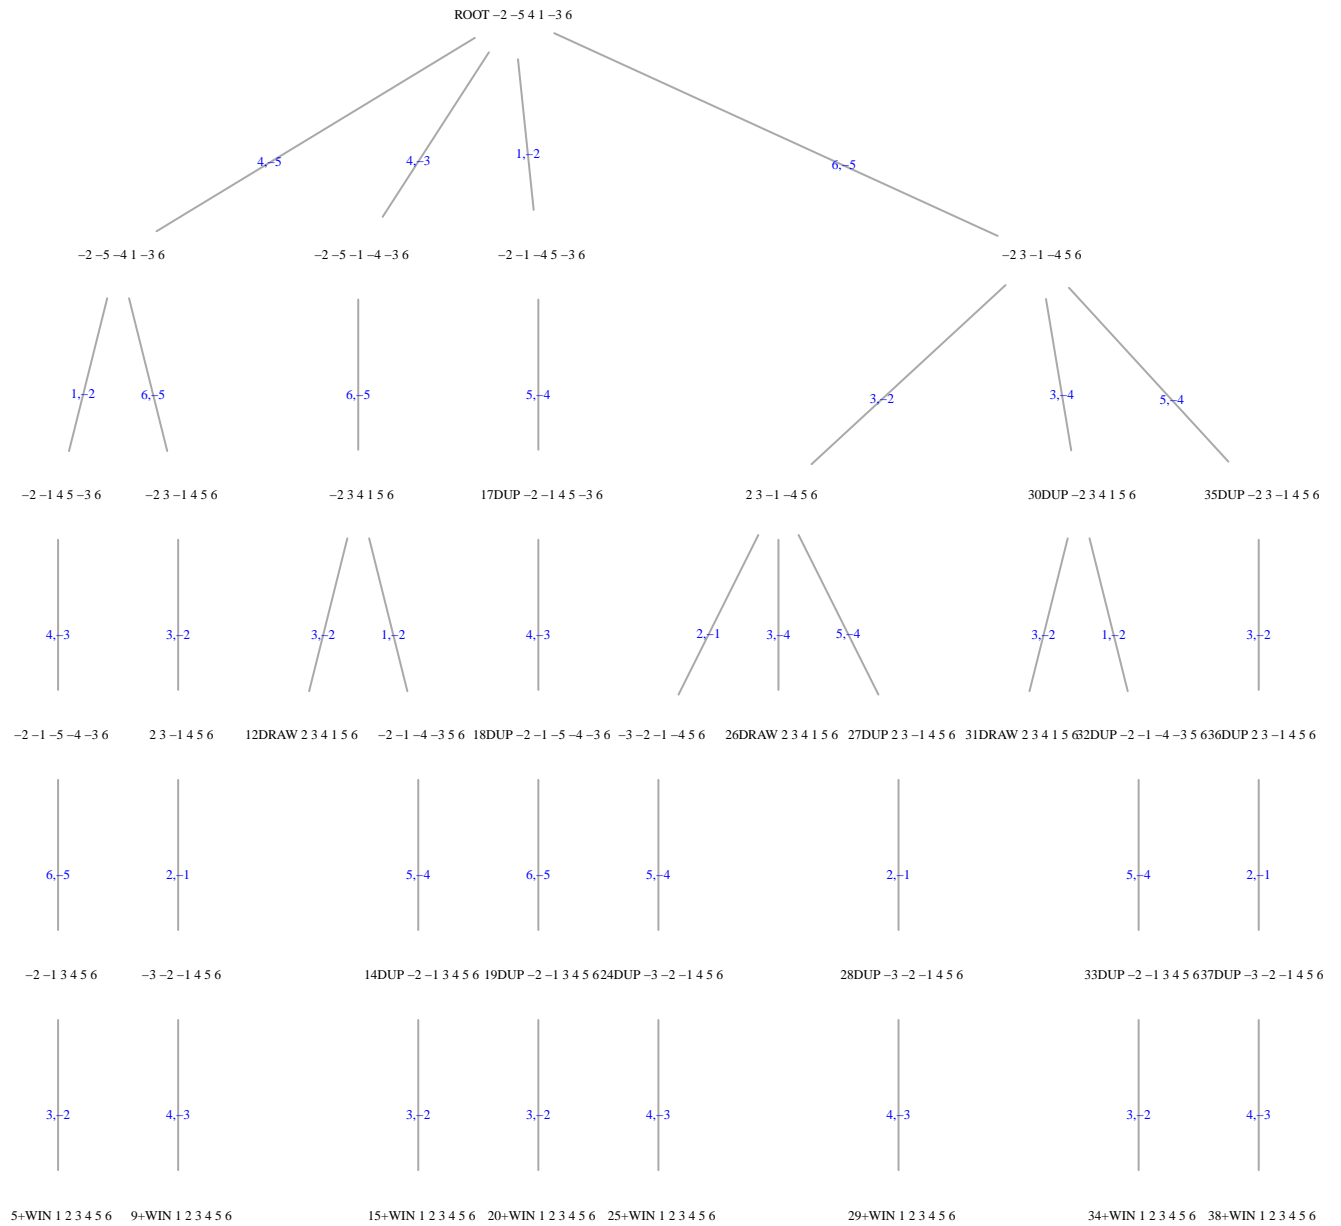 ROOT −2 −5 4 1 −3 6
4,−5
4,−3
1,−2
6,−5
−2 −5 −4 1 −3 6
−2 −5 −1 −4 −3 6
−2 −1 −4 5 −3 6
−2 3 −1 −4 5 6
1,−2
6,−5
6,−5
5,−4
3,−2
3,−4
5,−4
−2 −1 4 5 −3 6
−2 3 −1 4 5 6
−2 3 4 1 5 6
17DUP −2 −1 4 5 −3 6
2 3 −1 −4 5 6
30DUP −2 3 4 1 5 6
35DUP −2 3 −1 4 5 6
4,−3
3,−2
3,−2
1,−2
4,−3
2,−1
3,−4
5,−4
3,−2
1,−2
3,−2
−2 −1 −5 −4 −3 6
2 3 −1 4 5 6
12DRAW 2 3 4 1 5 6
−2 −1 −4 −3 5 6
18DUP −2 −1 −5 −4 −3 6
−3 −2 −1 −4 5 6
26DRAW 2 3 4 1 5 6
27DUP 2 3 −1 4 5 6
31DRAW 2 3 4 1 5 6
32DUP −2 −1 −4 −3 5 6
36DUP 2 3 −1 4 5 6
6,−5
2,−1
5,−4
6,−5
5,−4
2,−1
5,−4
2,−1
−2 −1 3 4 5 6
−3 −2 −1 4 5 6
14DUP −2 −1 3 4 5 6
19DUP −2 −1 3 4 5 6
24DUP −3 −2 −1 4 5 6
28DUP −3 −2 −1 4 5 6
33DUP −2 −1 3 4 5 6
37DUP −3 −2 −1 4 5 6
3,−2
4,−3
3,−2
3,−2
4,−3
4,−3
3,−2
4,−3
5+WIN 1 2 3 4 5 6
9+WIN 1 2 3 4 5 6
15+WIN 1 2 3 4 5 6
20+WIN 1 2 3 4 5 6
25+WIN 1 2 3 4 5 6
29+WIN 1 2 3 4 5 6
34+WIN 1 2 3 4 5 6
38+WIN 1 2 3 4 5 6